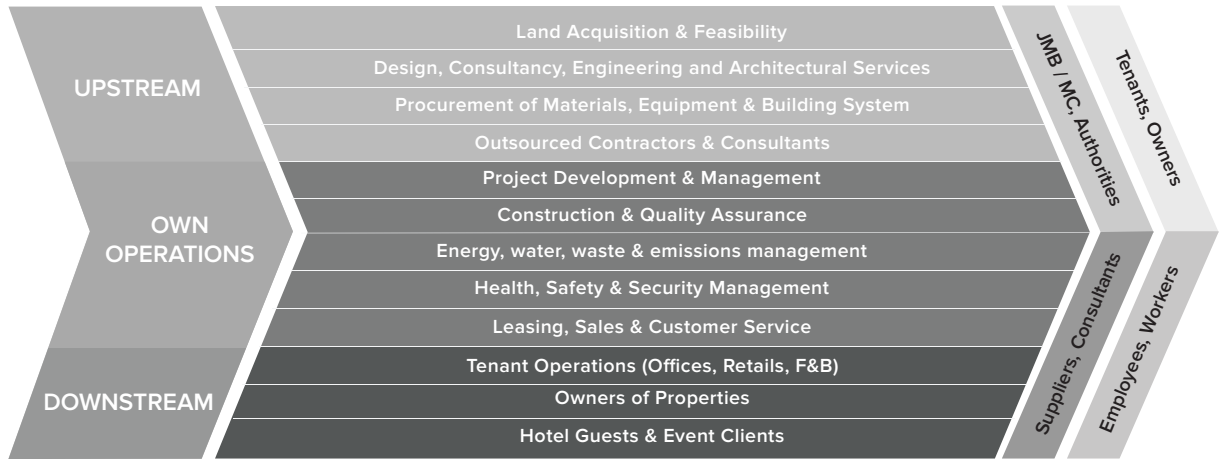 UPSTREAM
Land Acquisition & Feasibility
Design, Consultancy, Engineering and Architectural Services
Procurement of Materials, Equipment & Building System
Outsourced Contractors & Consultants
OWN
OPERATIONS
Project Development & Management
Construction & Quality Assurance
Energy, water, waste & emissions management
Health, Safety & Security Management
Leasing, Sales & Customer Service
DOWNSTREAM
Tenant Operations (Offices, Retails, F&B)
Owners of Properties
Hotel Guests & Event Clients
JMB / MC, Authorities
Suppliers, Consultants
Tenants, Owners
Employees, Workers